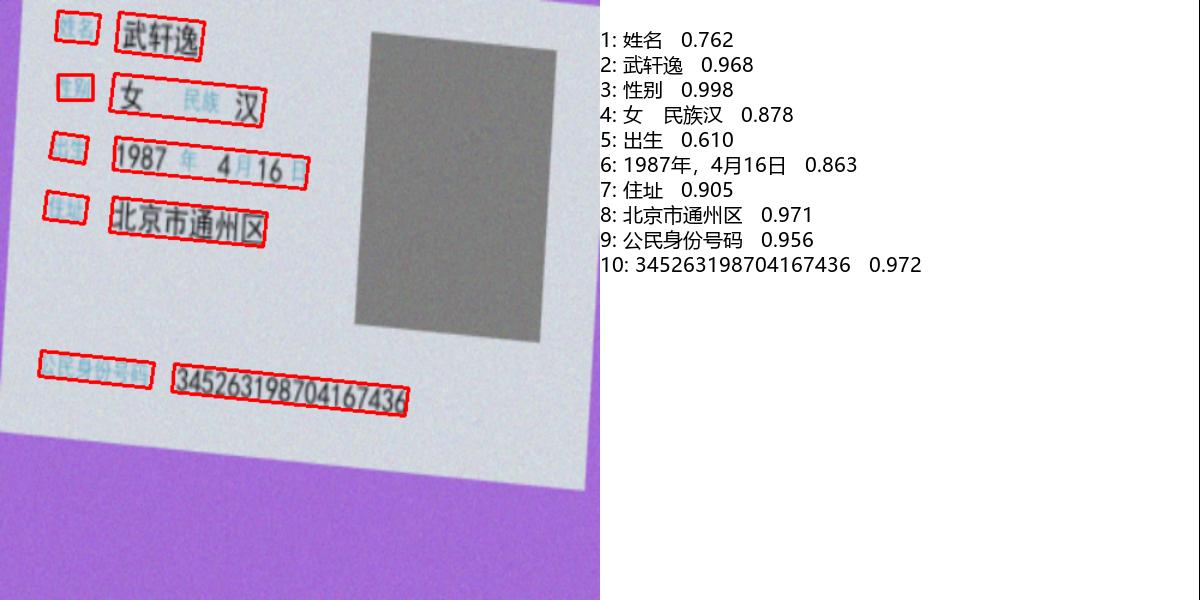 姓名 武轩逸
性别 女 民族 汉
出生 1987 年 4 月 16 日
住址 北京市通州区
公民身份号码 345263198704167436
1: 姓名 0.762
2: 武轩逸 0.968
3: 性别 0.998
4: 女 民族汉 0.878
5: 出生 0.610
6: 1987年，4月16日 0.863
7: 住址 0.905
8: 北京市通州区 0.971
9: 公民身份号码 0.956
10: 345263198704167436 0.972